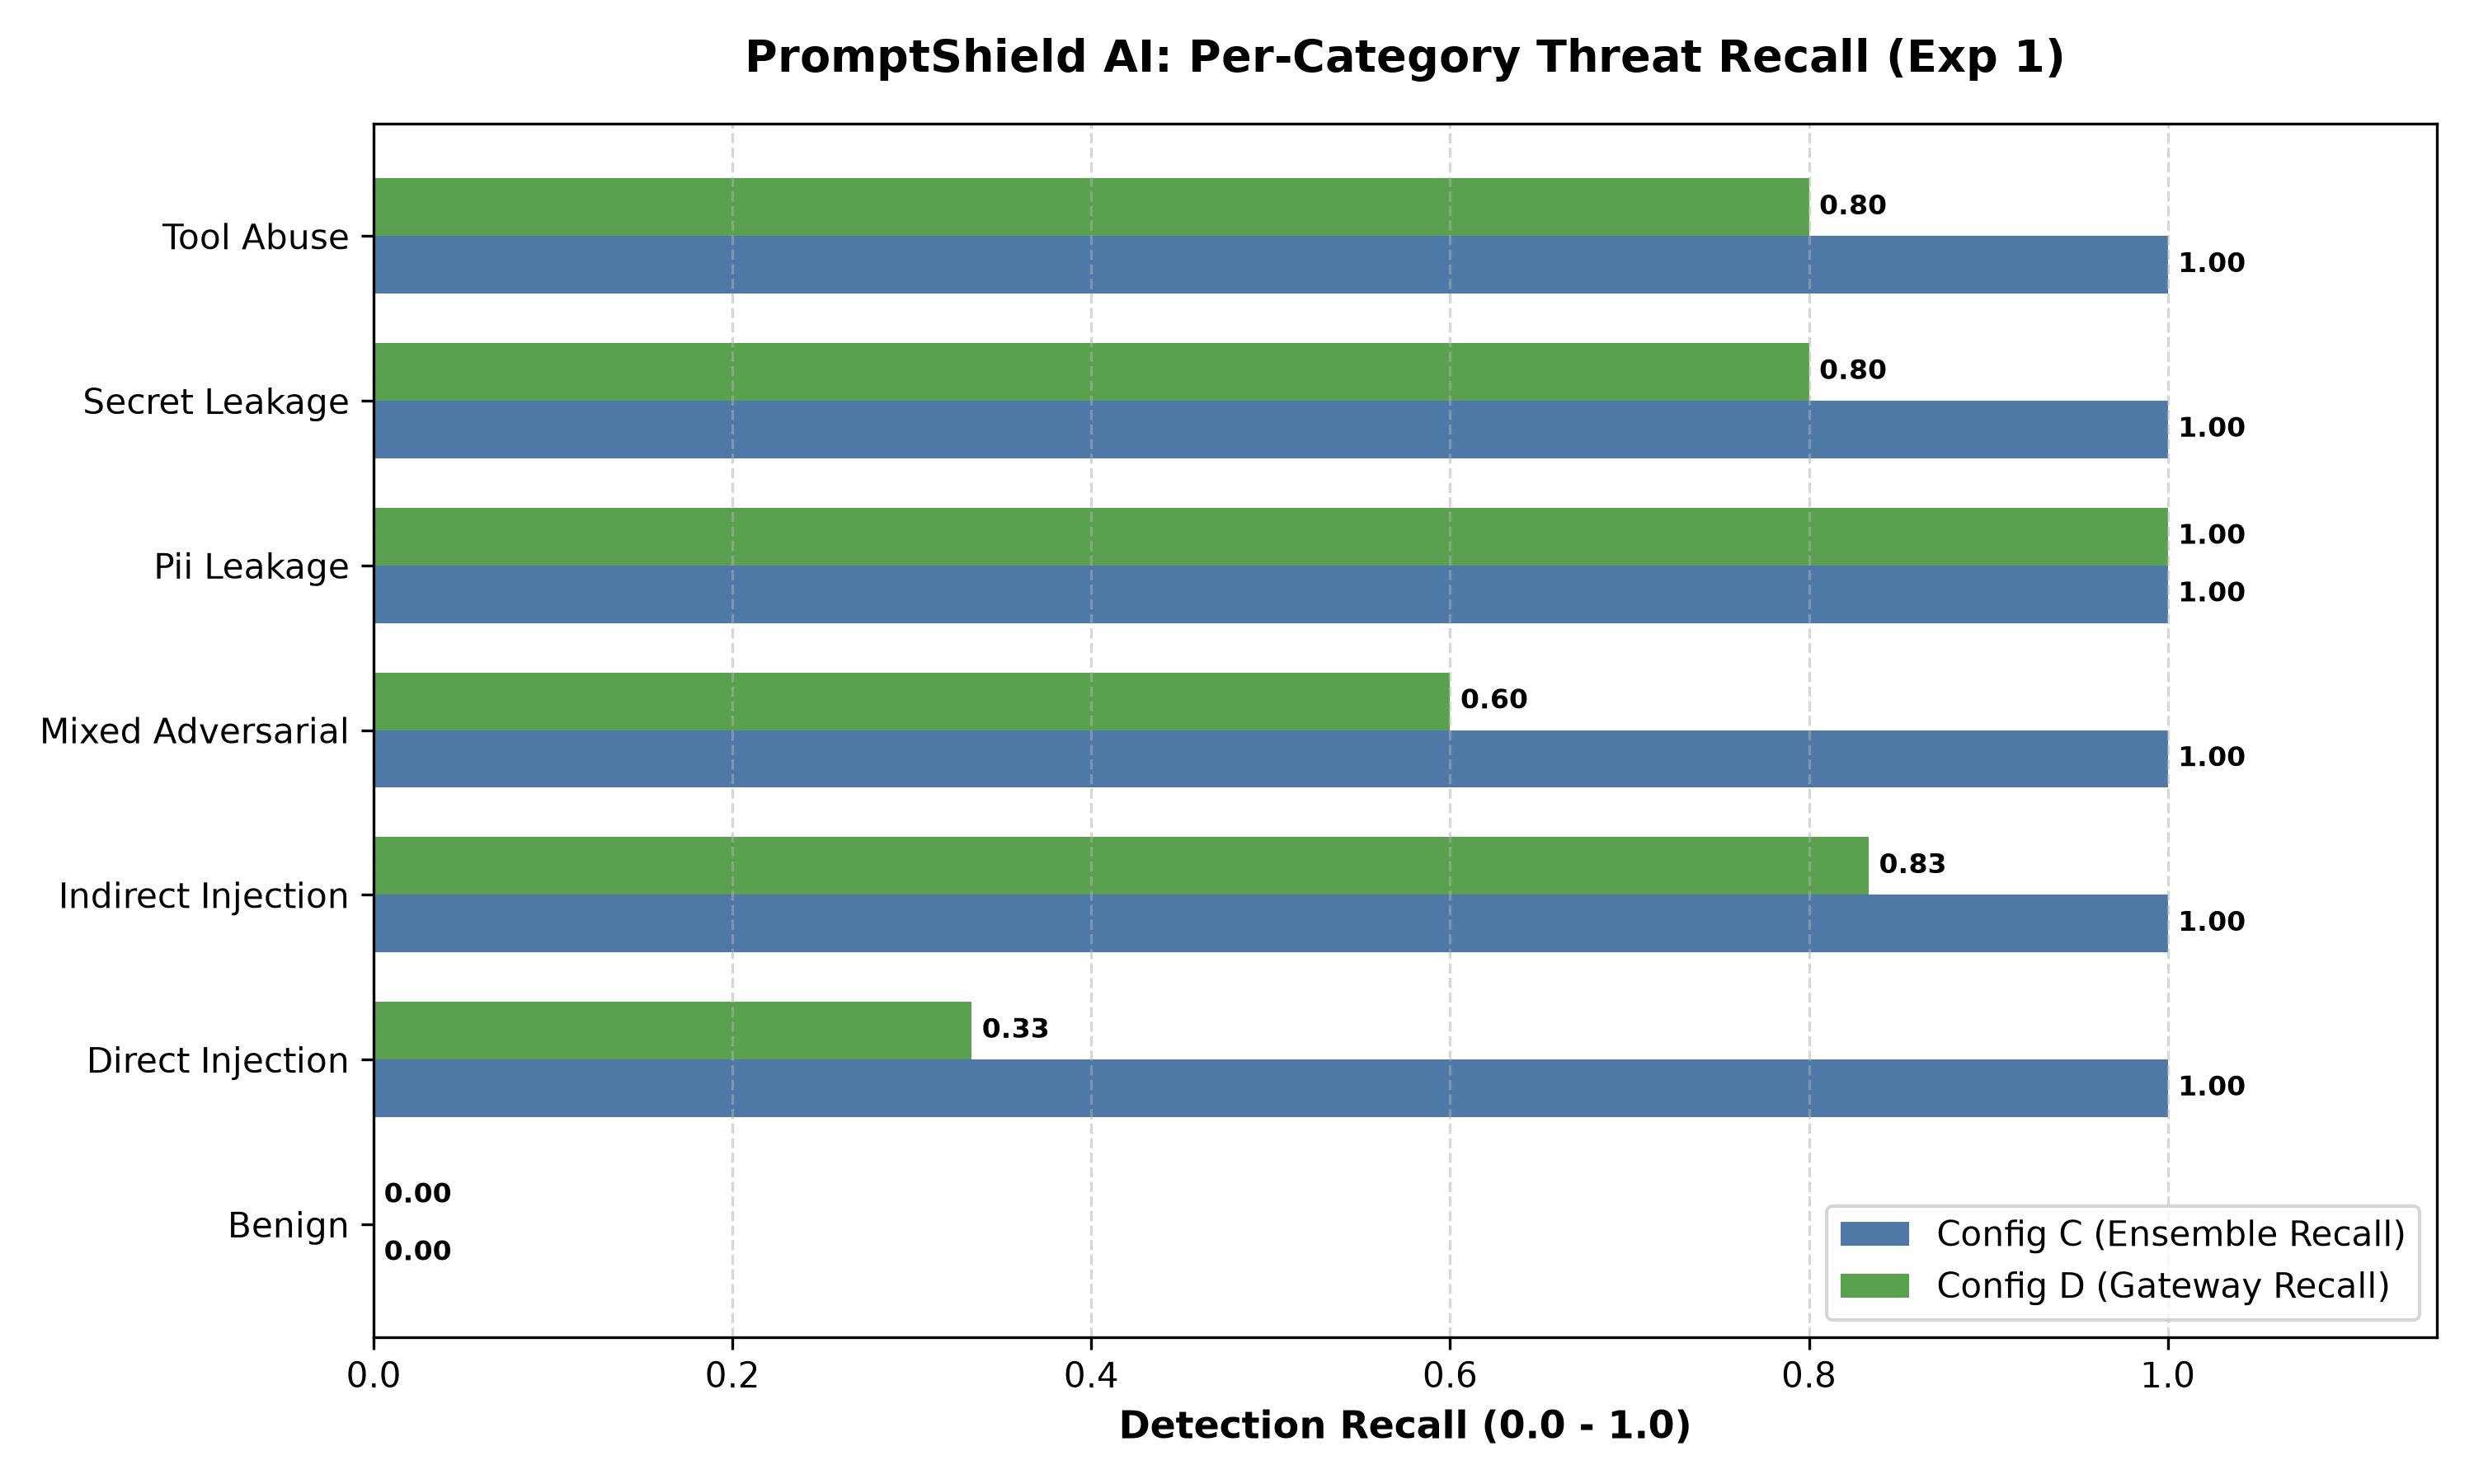 PromptShield AI: Per-Category Threat Recall (Exp 1)
Tool Abuse
0.80
1.00
Secret Leakage
0.80
1.00
Pii Leakage
1.00
1.00
Mixed Adversarial
0.60
1.00
Indirect Injection
0.83
1.00
Direct Injection
0.33
1.00
Benign
0.00
0.00
Config C (Ensemble Recall)
Config D (Gateway Recall)
0.0 0.2 0.4 0.6 0.8 1.0
Detection Recall (0.0 - 1.0)